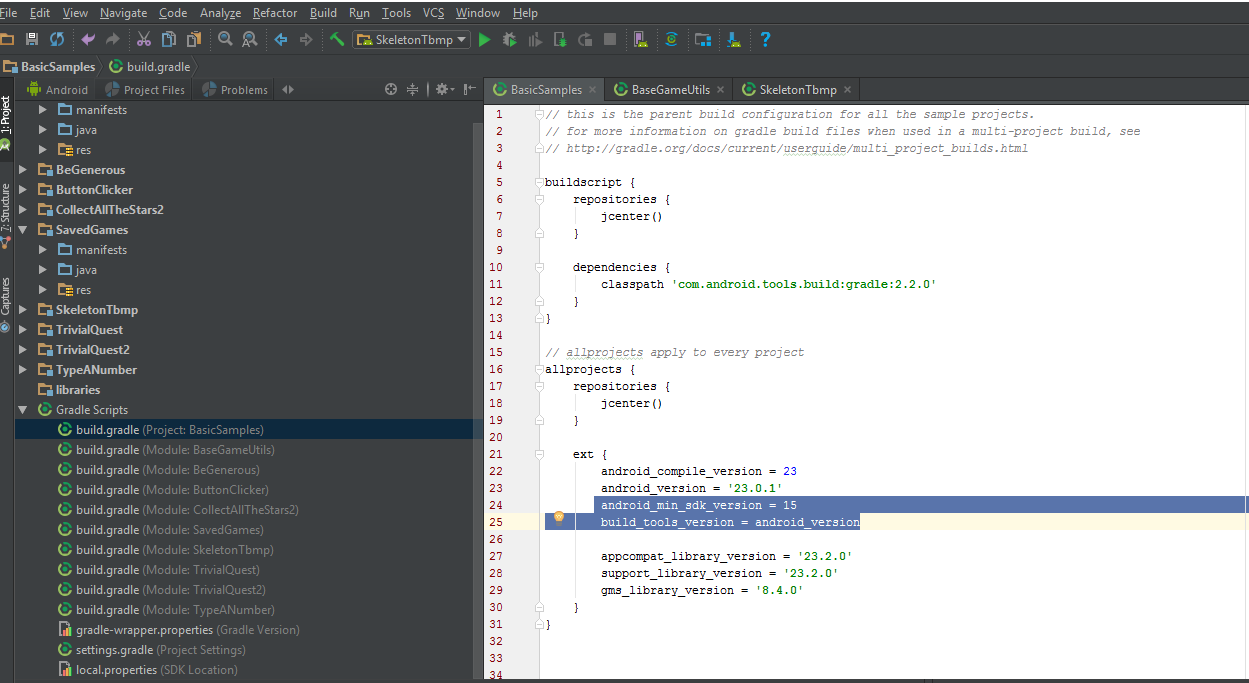 File Edit View Navigate Code Analyze Refactor Build Run Tools VCS Window Help
SkeletonTbmp
BasicSamples build.gradle
Android Project Files Problems
BasicSamples BaseGameUtils SkeletonTbmp
1: Project
7: Structure
Captures
manifests
java
res
BeGenerous
ButtonClicker
CollectAllTheStars2
SavedGames
manifests
java
res
SkeletonTbmp
TrivialQuest
TrivialQuest2
TypeANumber
libraries
Gradle Scripts
build.gradle (Project: BasicSamples)
build.gradle (Module: BaseGameUtils)
build.gradle (Module: BeGenerous)
build.gradle (Module: ButtonClicker)
build.gradle (Module: CollectAllTheStars2)
build.gradle (Module: SavedGames)
build.gradle (Module: SkeletonTbmp)
build.gradle (Module: TrivialQuest)
build.gradle (Module: TrivialQuest2)
build.gradle (Module: TypeANumber)
gradle-wrapper.properties (Gradle Version)
settings.gradle (Project Settings)
local.properties (SDK Location)
1 // this is the parent build configuration for all the sample projects.
2 // for more information on gradle build files when used in a multi-project build, see
3 // http://gradle.org/docs/current/userguide/multi_project_builds.html
4
5 buildscript {
6 repositories {
7 jcenter()
8 }
9
10 dependencies {
11 classpath 'com.android.tools.build:gradle:2.2.0'
12 }
13 }
14
15 // allprojects apply to every project
16 allprojects {
17 repositories {
18 jcenter()
19 }
20
21 ext {
22 android_compile_version = 23
23 android_version = '23.0.1'
24 android_min_sdk_version = 15
25 build_tools_version = android_version
26
27 appcompat_library_version = '23.2.0'
28 support_library_version = '23.2.0'
29 gms_library_version = '8.4.0'
30 }
31 }
32
33
34